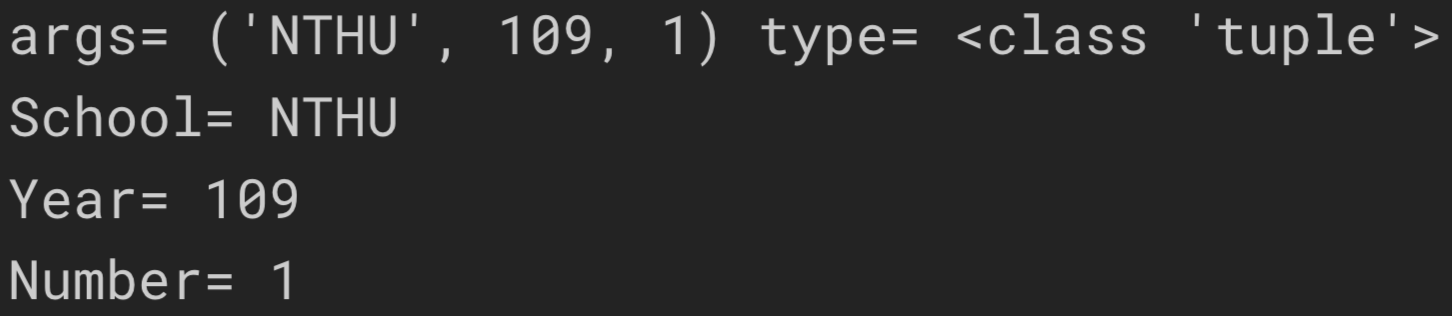 args= ('NTHU', 109, 1) type= <class 'tuple'>
School= NTHU
Year= 109
Number= 1